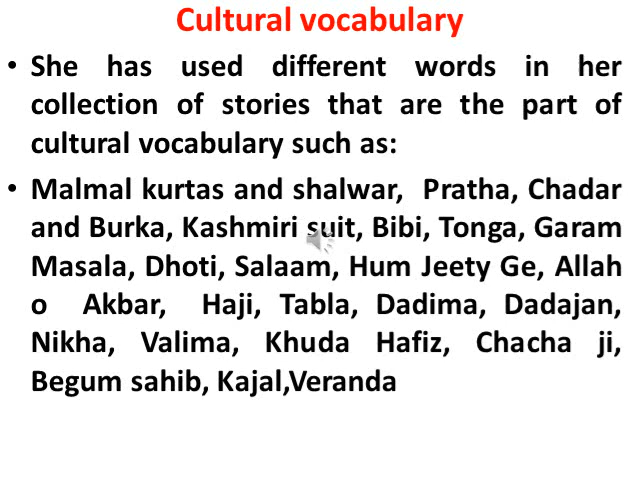 Cultural vocabulary
• She has used different words in her
collection of stories that are the part of
cultural vocabulary such as:
• Malmal kurtas and shalwar, Pratha, Chadar
and Burka, Kashmiri suit, Bibi, Tonga, Garam
Masala, Dhoti, Salaam, Hum Jeety Ge, Allah
o Akbar, Haji, Tabla, Dadima, Dadajan,
Nikha, Valima, Khuda Hafiz, Chacha ji,
Begum sahib, Kajal,Veranda